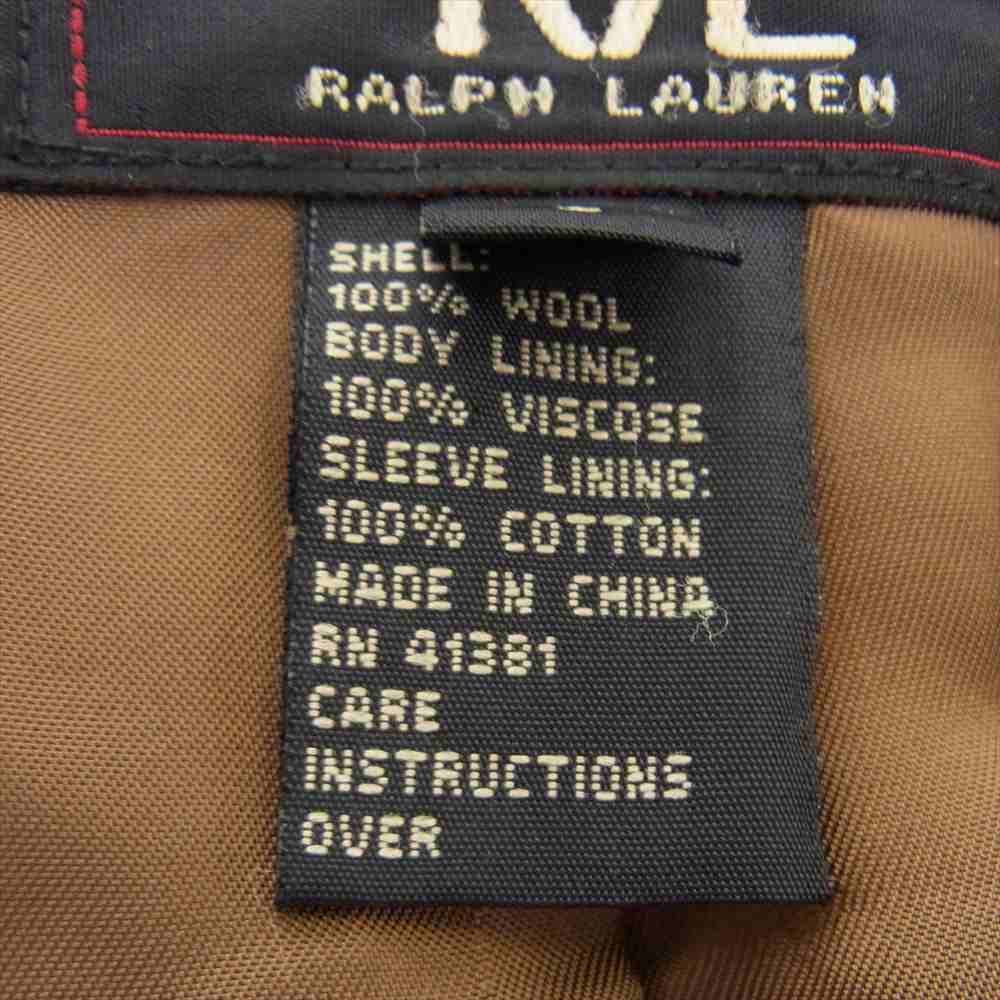 RALPH LAUREN
SHELL:
100% WOOL
BODY LINING:
100% VISCOSE
SLEEVE LINING:
100% COTTON
MADE IN CHINA
RN 41381
CARE
INSTRUCTIONS
OVER